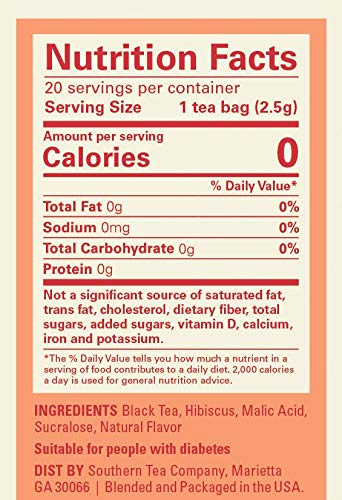 Nutrition Facts
20 servings per container
Serving Size 1 tea bag (2.5g)
Amount per serving
Calories 0
% Daily Value*
Total Fat 0g 0%
Sodium 0mg 0%
Total Carbohydrate 0g 0%
Protein 0g
Not a significant source of saturated fat,
trans fat, cholesterol, dietary fiber, total
sugars, added sugars, vitamin D, calcium,
iron and potassium.
*The % Daily Value tells you how much a nutrient in a
serving of food contributes to a daily diet. 2,000 calories
a day is used for general nutrition advice.
INGREDIENTS Black Tea, Hibiscus, Malic Acid,
Sucralose, Natural Flavor
Suitable for people with diabetes
DIST BY Southern Tea Company, Marietta
GA 30066 | Blended and Packaged in the USA.